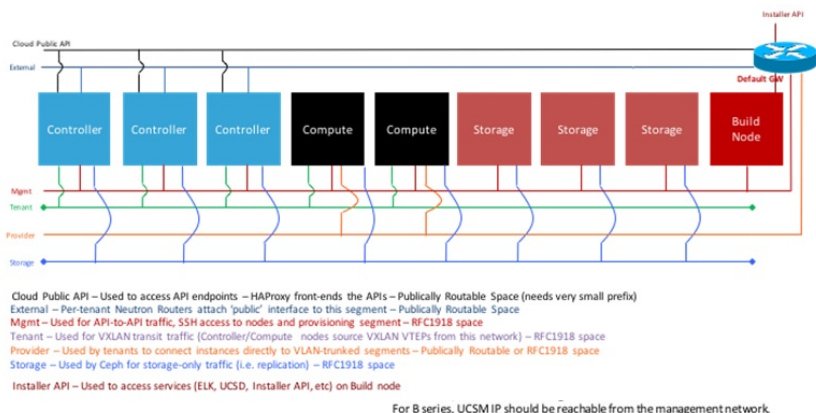 Installer API
Cloud Public API
External
Default GW
Controller
Controller
Controller
Compute
Compute
Storage
Storage
Storage
Build Node
Mgmt
Tenant
Provider
Storage
Cloud Public API – Used to access API endpoints – HAProxy front-ends the APIs – Publically Routable Space (needs very small prefix)
External – Per-tenant Neutron Routers attach 'public' interface to this segment – Publically Routable Space
Mgmt – Used for API-to-API traffic, SSH access to nodes and provisioning segment – RFC1918 space
Tenant – Used for VXLAN transit traffic (Controller/Compute nodes source VXLAN VTEPs from this network) – RFC1918 space
Provider – Used by tenants to connect instances directly to VLAN-trunked segments – Publically Routable or RFC1918 space
Storage – Used by Ceph for storage-only traffic (i.e. replication) – RFC1918 space
Installer API – Used to access services (ELK, UCSD, Installer API, etc) on Build node
For B series, UCSM IP should be reachable from the management network.